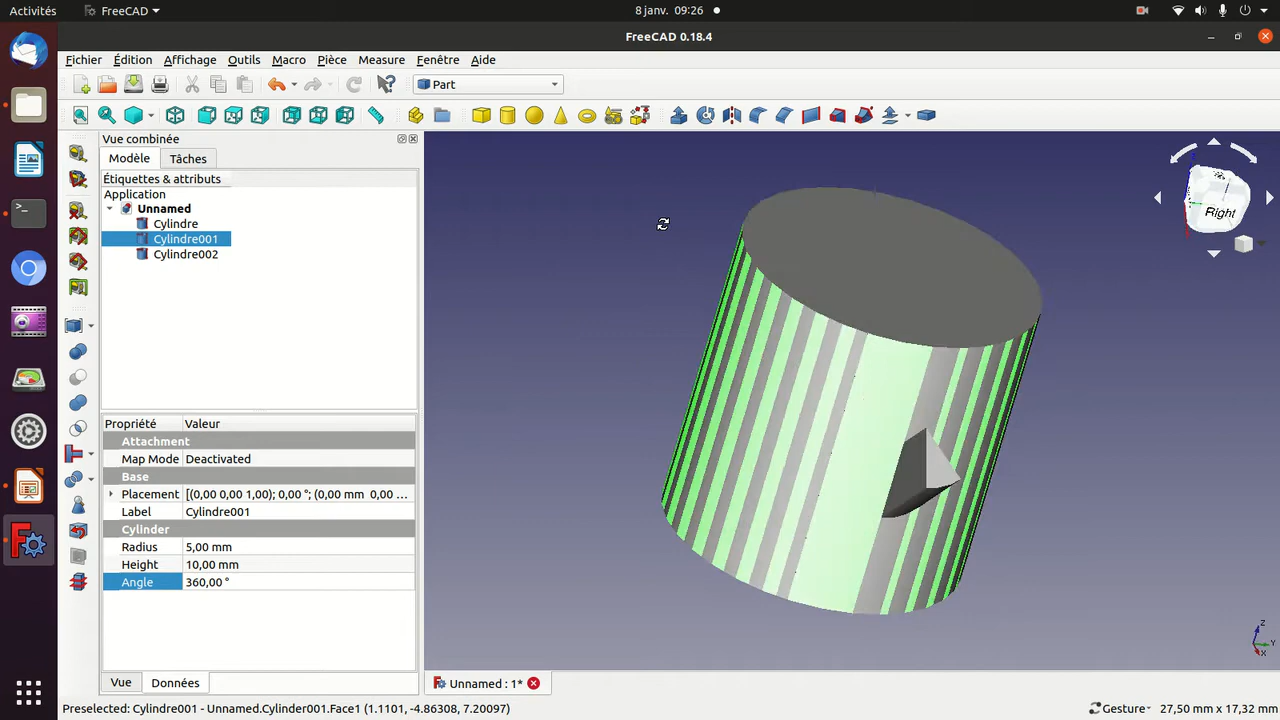 Activités
FreeCAD
8 janv. 09:26
FreeCAD 0.18.4
Fichier Édition Affichage Outils Macro Pièce Measure Fenêtre Aide
Part
Vue combinée
Modèle Tâches
Étiquettes & attributs
Application
Unnamed
Cylindre
Cylindre001
Cylindre002
Right
Propriété Valeur
Attachment
Map Mode Deactivated
Base
Placement [(0,00 0,00 1,00); 0,00 °; (0,00 mm 0,00 ...
Label Cylindre001
Cylinder
Radius 5,00 mm
Height 10,00 mm
Angle 360,00 °
Z
Y
X
Vue Données
Unnamed : 1*
Preselected: Cylindre001 - Unnamed.Cylinder001.Face1 (1.1101, -4.86308, 7.20097)
Gesture
27,50 mm x 17,32 mm